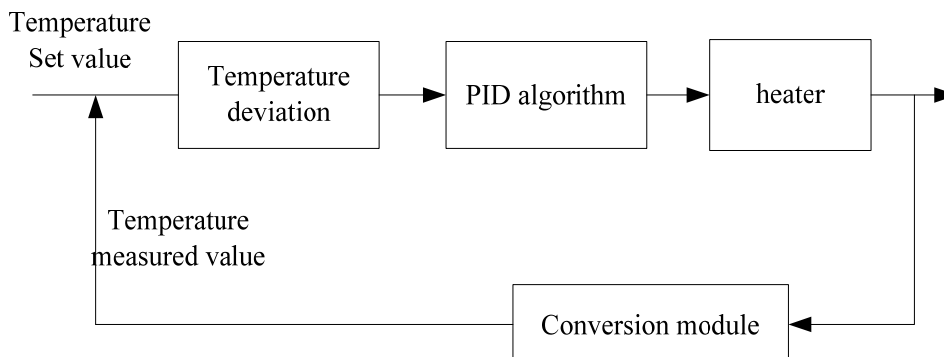 Temperature
Set value
Temperature
deviation
PID algorithm
heater
Temperature
measured value
Conversion module